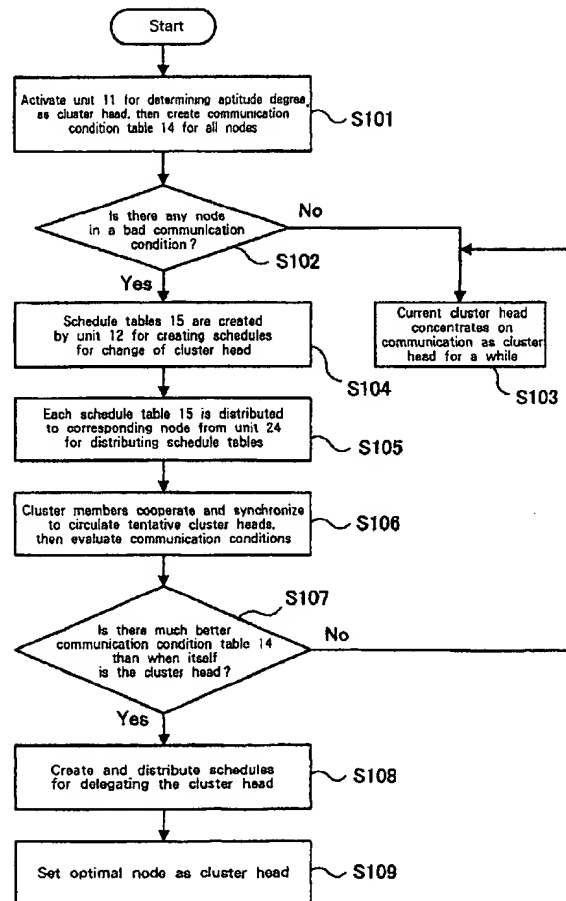 Start
Activate unit 11 for determining aptitude degree
as cluster head, then create communication
condition table 14 for all nodes
S101
Is there any node
in a bad communication
condition?
No
S102
Yes
Schedule tables 15 are created
by unit 12 for creating schedules
for change of cluster head
S104
Current cluster head
concentrates on
communication as cluster
head for a while
S103
Each schedule table 15 is distributed
to corresponding node from unit 24
for distributing schedule tables
S105
Cluster members cooperate and synchronize
to circulate tentative cluster heads,
then evaluate communication conditions
S106
S107
Is there much better
communication condition table 14
than when itself
is the cluster head?
No
Yes
Create and distribute schedules
for delegating the cluster head
S108
Set optimal node as cluster head
S109